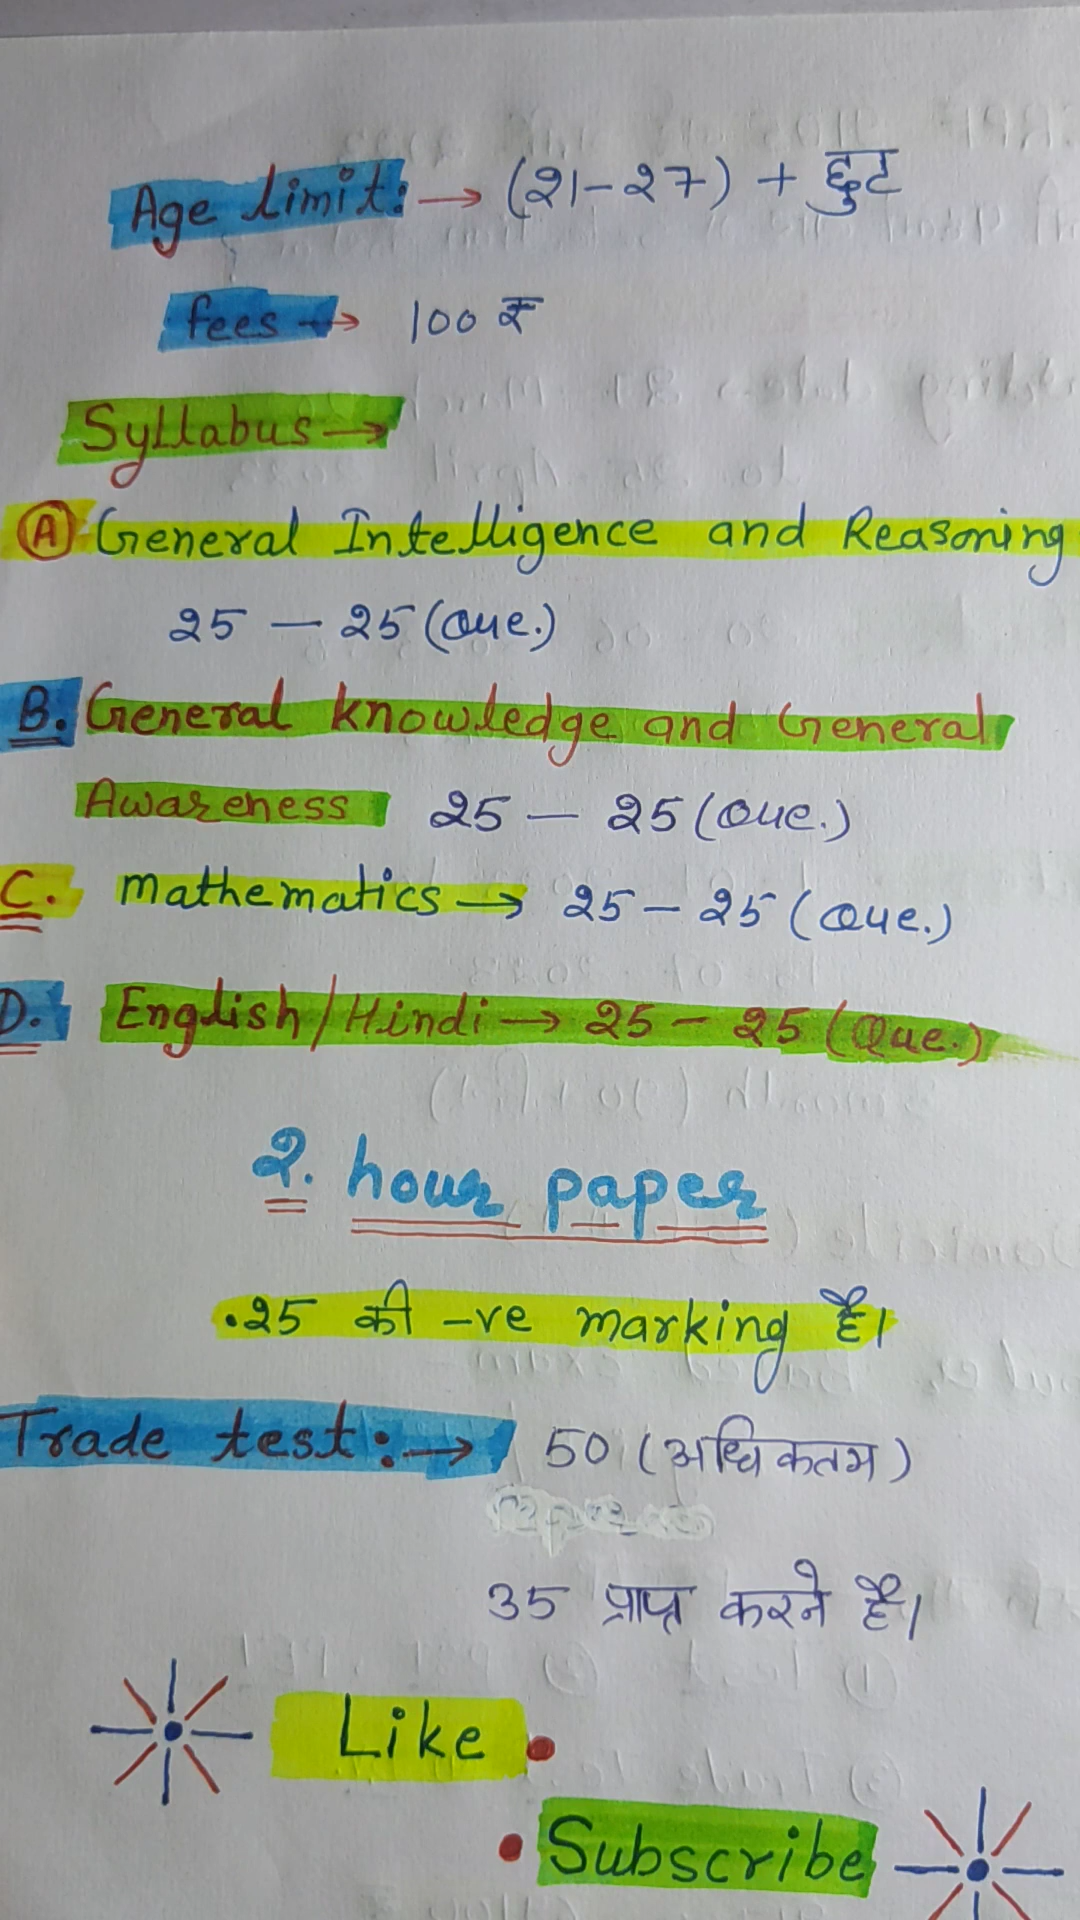 Age limit:→ (21-27) + छुट
fees → 100 ₹
Syllabus →
A General Intelligence and Reasoning
25 — 25 (Que.)
B. General knowledge and General
Awareness 25 — 25 (Que.)
C. mathematics → 25 — 25 (Que.)
D. English/Hindi → 25 — 25 (Que.)
2. hour paper
.25 की -ve marking है।
Trade test:→ 50 (अधिकतम)
35 प्राप्त करने है।
Like
Subscribe